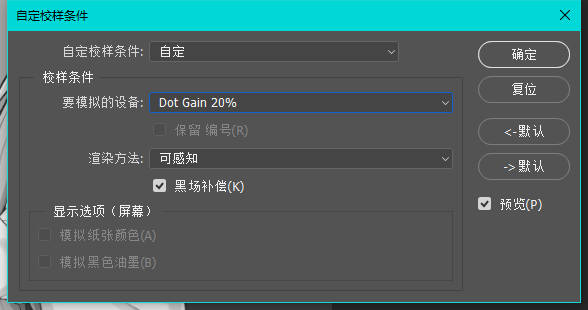 自定校样条件
自定校样条件: 自定
校样条件
要模拟的设备: Dot Gain 20%
保留 编号(R)
渲染方法: 可感知
黑场补偿(K)
显示选项（屏幕）
模拟纸张颜色(A)
模拟黑色油墨(B)
确定
复位
<-默认
->默认
预览(P)